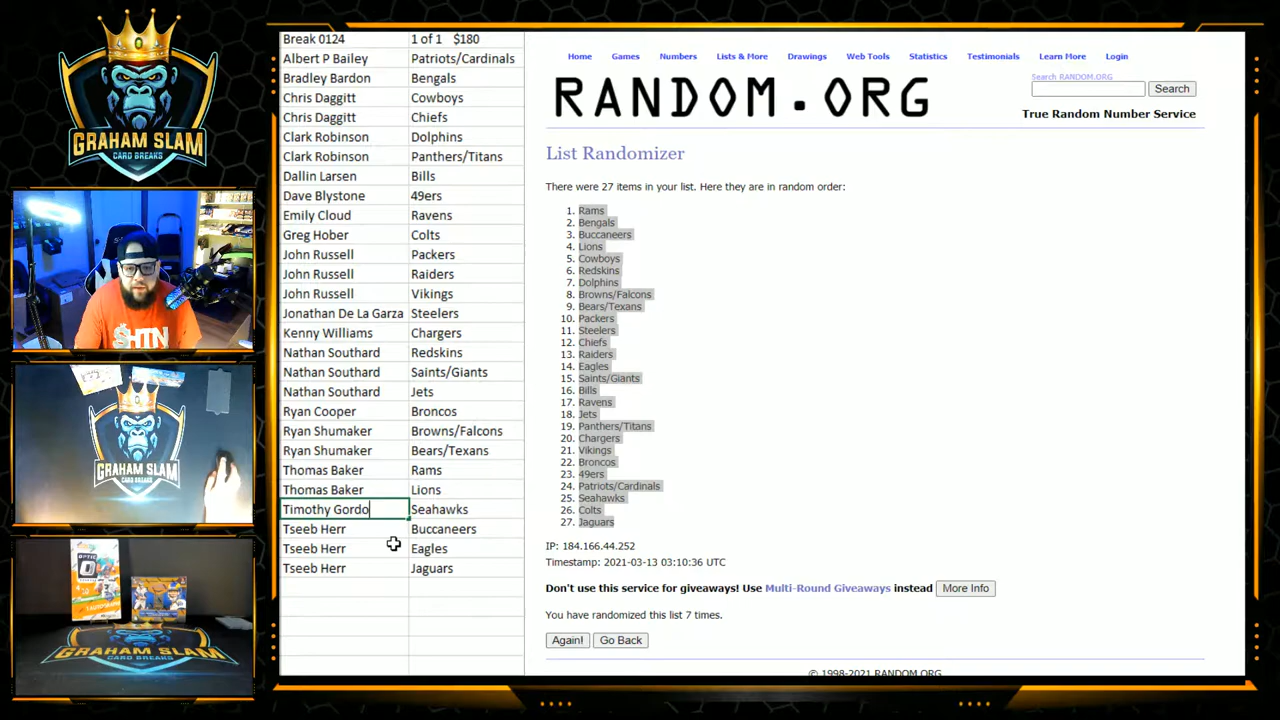 GRAHAM SLAM
CARD BREAKS
Break 0124 1 of 1 $180
Albert P Bailey Patriots/Cardinals
Bradley Bardon Bengals
Chris Daggitt Cowboys
Chris Daggitt Chiefs
Clark Robinson Dolphins
Clark Robinson Panthers/Titans
Dallin Larsen Bills
Dave Blystone 49ers
Emily Cloud Ravens
Greg Hober Colts
John Russell Packers
John Russell Raiders
John Russell Vikings
Jonathan De La Garza Steelers
Kenny Williams Chargers
Nathan Southard Redskins
Nathan Southard Saints/Giants
Nathan Southard Jets
Ryan Cooper Broncos
Ryan Shumaker Browns/Falcons
Ryan Shumaker Bears/Texans
Thomas Baker Rams
Thomas Baker Lions
Timothy Gordo Seahawks
Tseeb Herr Buccaneers
Tseeb Herr Eagles
Tseeb Herr Jaguars
Home Games Numbers Lists & More Drawings Web Tools Statistics Testimonials Learn More Login
RANDOM.ORG
Search RANDOM.ORG
Search
True Random Number Service
List Randomizer
There were 27 items in your list. Here they are in random order:
1. Rams
2. Bengals
3. Buccaneers
4. Lions
5. Cowboys
6. Redskins
7. Dolphins
8. Browns/Falcons
9. Bears/Texans
10. Packers
11. Steelers
12. Chiefs
13. Raiders
14. Eagles
15. Saints/Giants
16. Bills
17. Ravens
18. Jets
19. Panthers/Titans
20. Chargers
21. Vikings
22. Broncos
23. 49ers
24. Patriots/Cardinals
25. Seahawks
26. Colts
27. Jaguars
IP: 184.166.44.252
Timestamp: 2021-03-13 03:10:36 UTC
Don't use this service for giveaways! Use Multi-Round Giveaways instead More Info
You have randomized this list 7 times.
Again! Go Back
© 1998-2021 RANDOM.ORG
GRAHAM SLAM
CARD BREAKS
OPTIC
GRAHAM SLAM